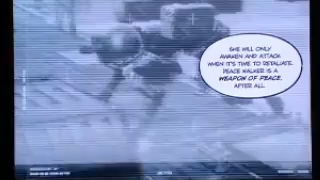 SHE WILL ONLY
AWAKEN AND ATTACK
WHEN IT'S TIME TO RETALIATE.
PEACE WALKER IS A
WEAPON OF PEACE,
AFTER ALL.